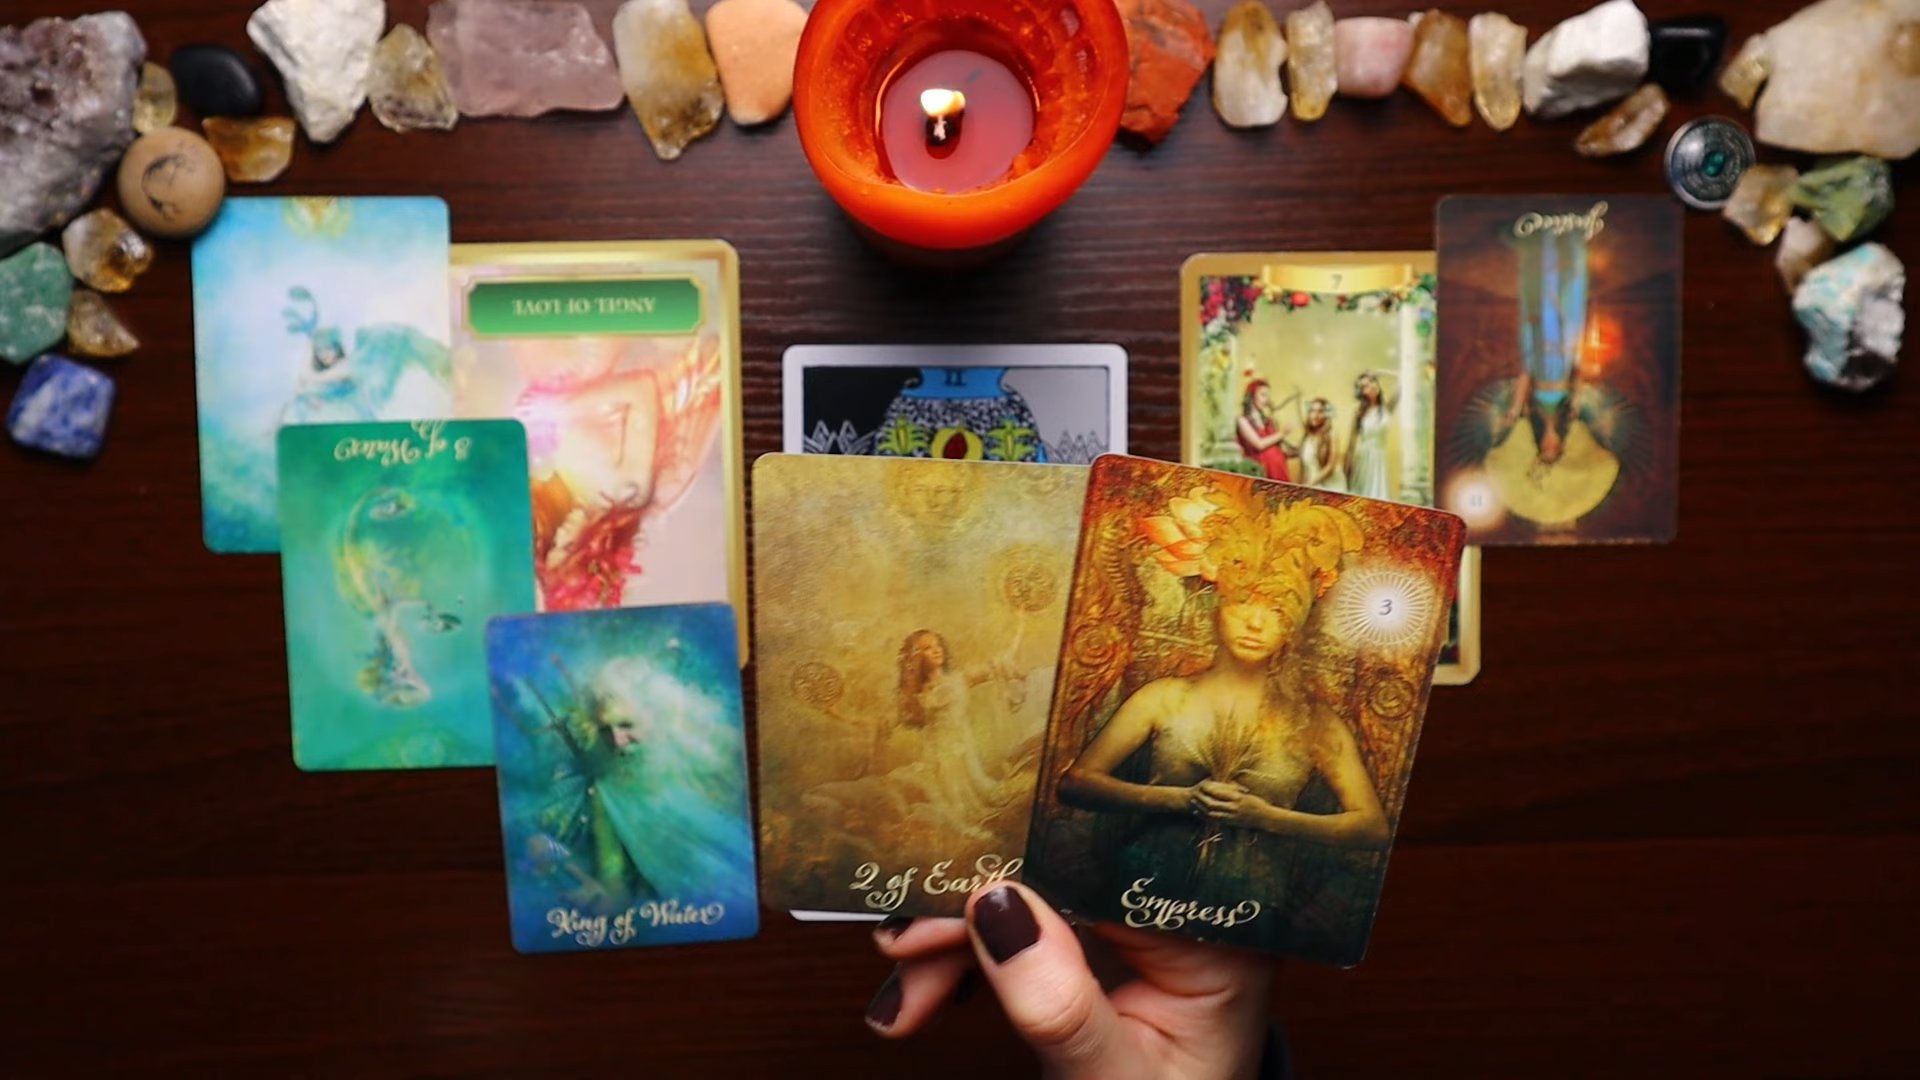 Justice
7
ANGEL OF LOVE
II
3 of Water
11
3
2 of Earth
Empress
King of Water